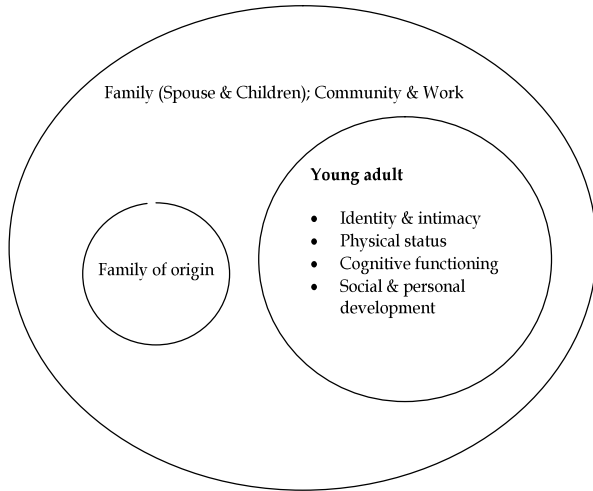 Family (Spouse & Children); Community & Work
Young adult
• Identity & intimacy
• Physical status
• Cognitive functioning
• Social & personal
development
Family of origin